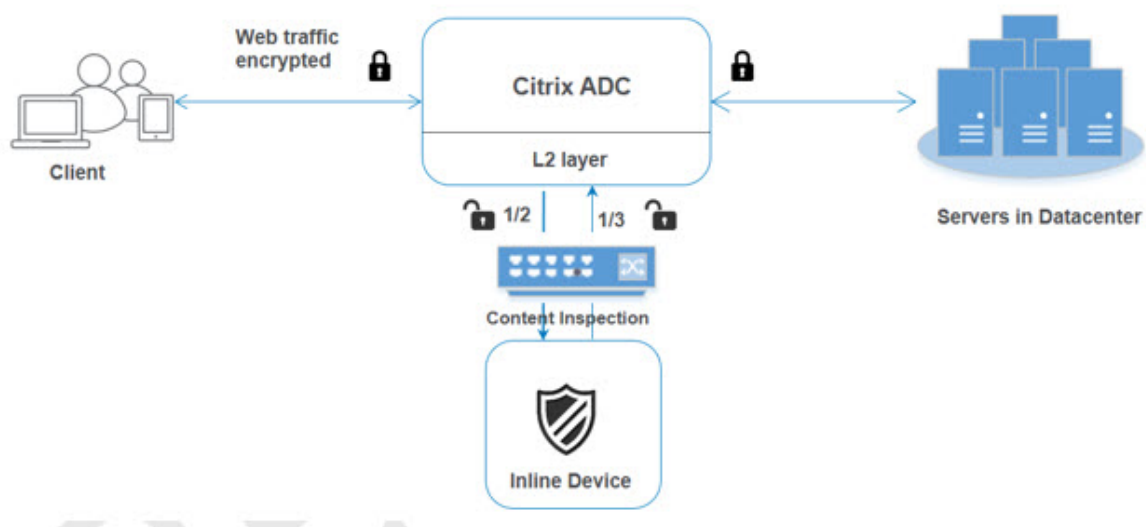 Web traffic
encrypted
Citrix ADC
L2 layer
Client
1/2
1/3
Servers in Datacenter
Content Inspection
Inline Device